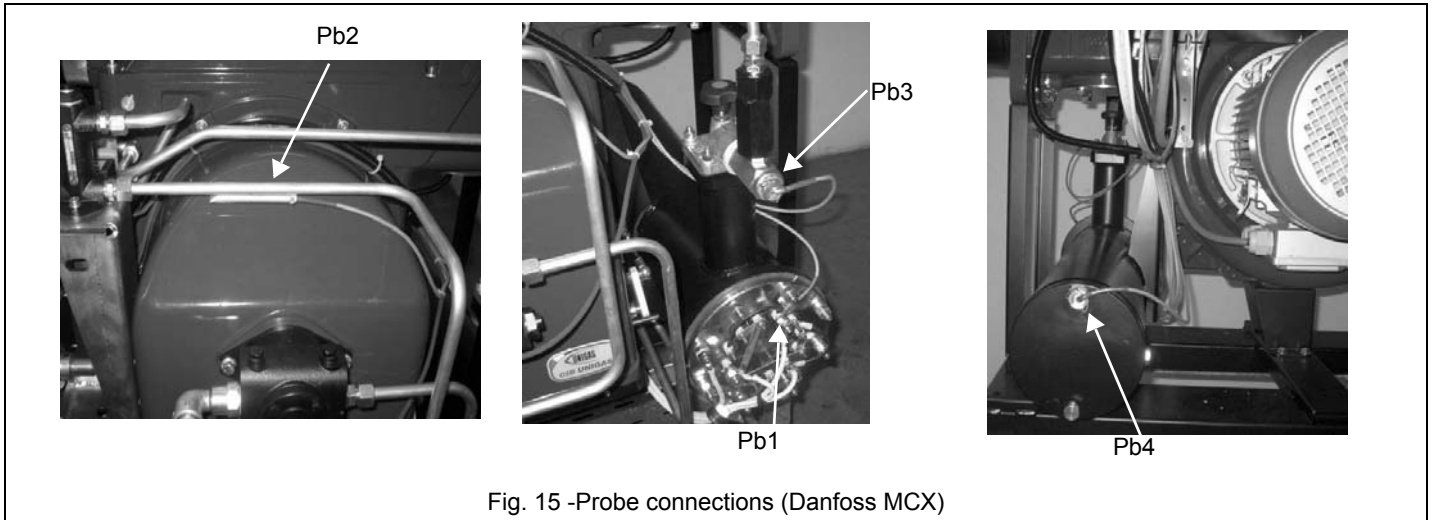 Pb2
Pb3
UNIGAS
CIB UNIGAS
Pb1
Pb4
Fig. 15 -Probe connections (Danfoss MCX)